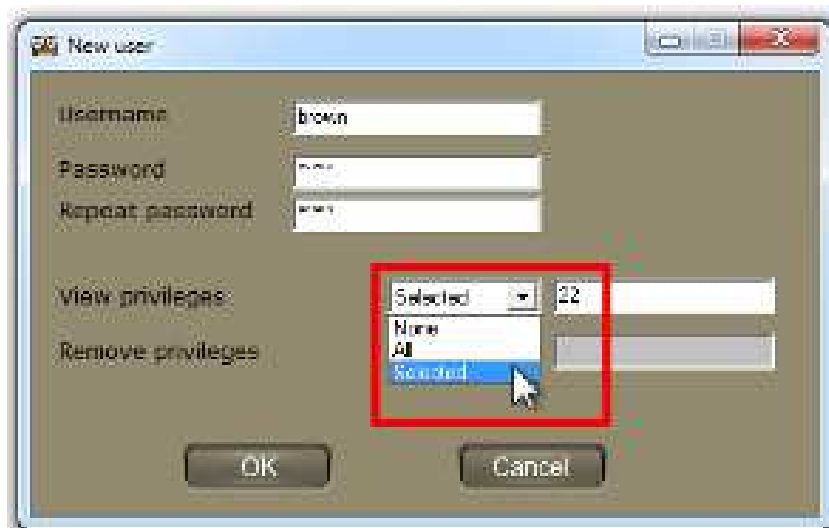 New user
Username brown
Password
Repeat password
View privileges Selected 22
None
All
Remove privileges
Selected
OK Cancel